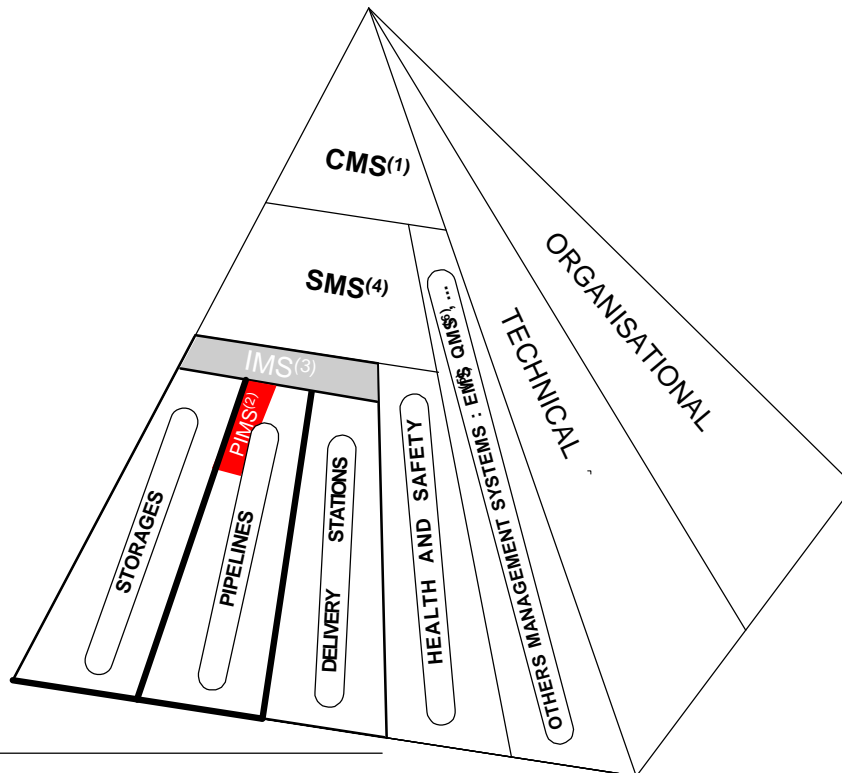 CMS(1)
SMS(4)
IMS(3)
PIMS(2)
STORAGES
PIPELINES
DELIVERY STATIONS
HEALTH AND SAFETY
OTHERS MANAGEMENT SYSTEMS : EMS QMS , ...
TECHNICAL
ORGANISATIONAL